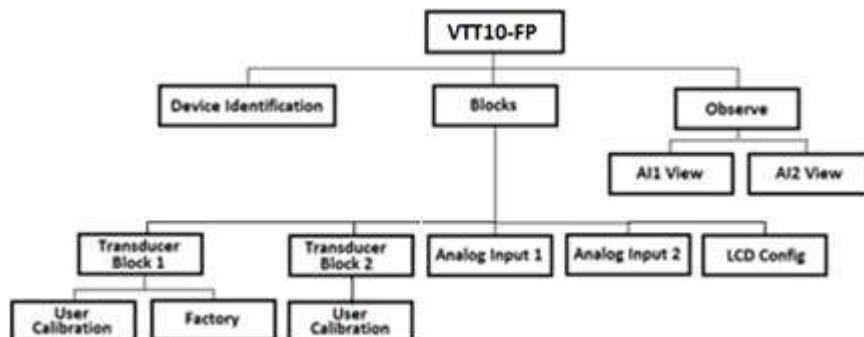 VTT10-FP
Device Identification
Blocks
Observe
AI1 View
AI2 View
Transducer
Block 1
Transducer
Block 2
Analog Input 1
Analog Input 2
LCD Config
User
Calibration
Factory
User
Calibration